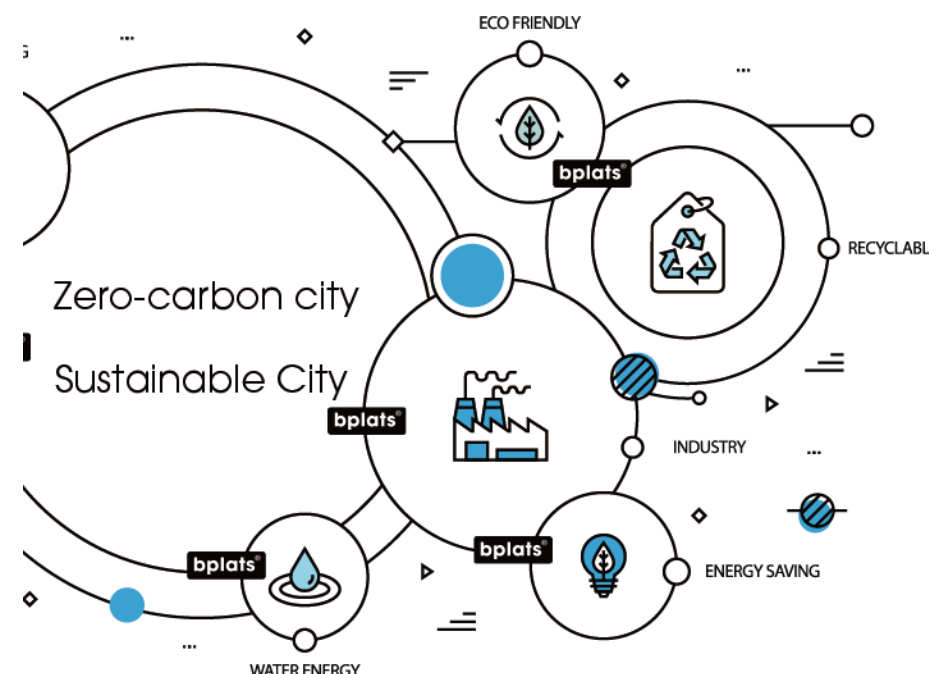 ECO FRIENDLY
G
bplats®
RECYCLABL
Zero-carbon city
Sustainable City
bplats®
INDUSTRY
bplats®
bplats®
ENERGY SAVING
WATER ENERGY